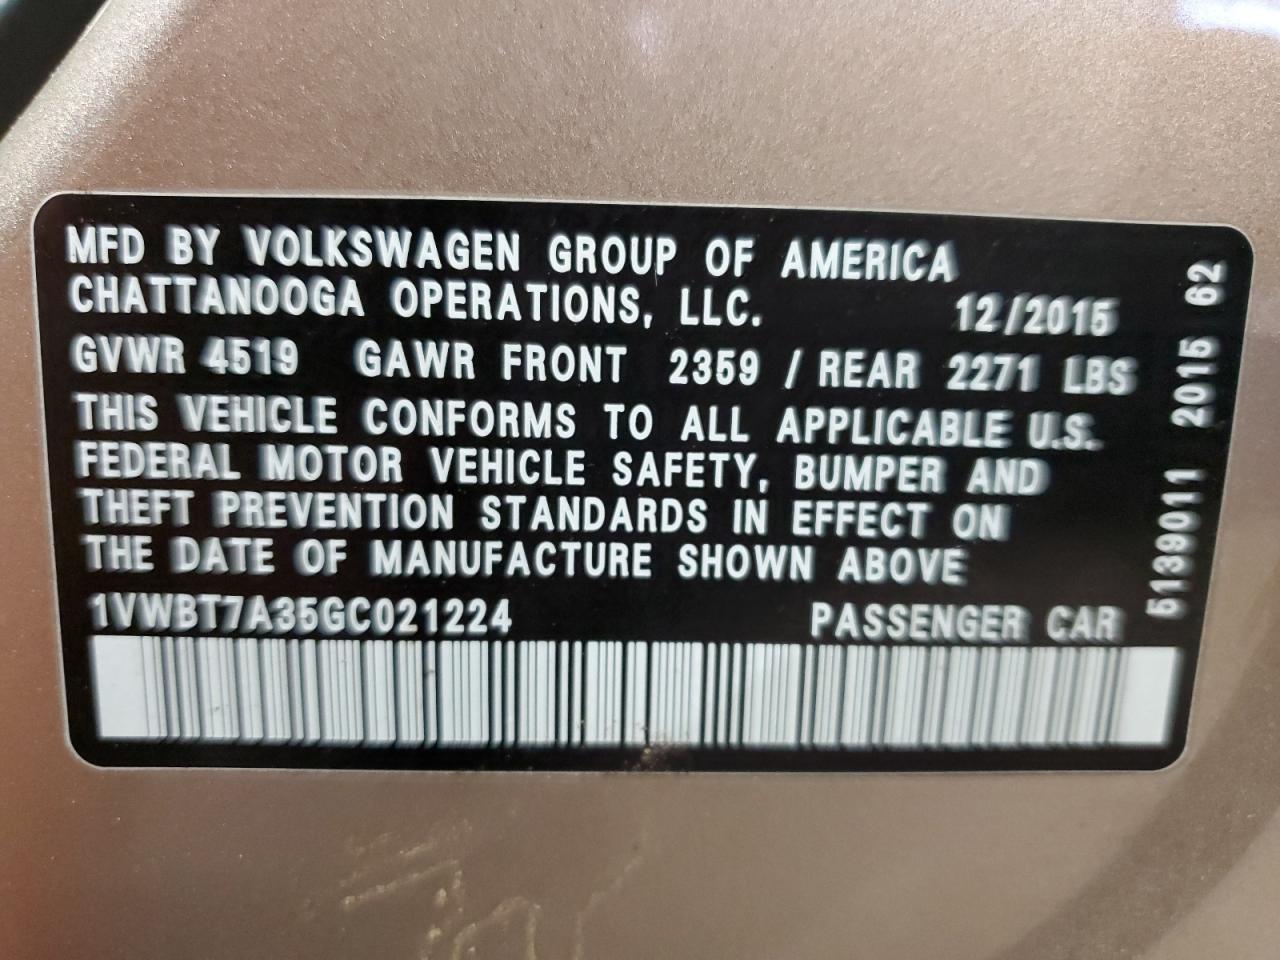 MFD BY VOLKSWAGEN GROUP OF AMERICA
CHATTANOOGA OPERATIONS, LLC. 12/2015
GVWR 4519 GAWR FRONT 2359 / REAR 2271 LBS
THIS VEHICLE CONFORMS TO ALL APPLICABLE U.S.
FEDERAL MOTOR VEHICLE SAFETY, BUMPER AND
THEFT PREVENTION STANDARDS IN EFFECT ON
THE DATE OF MANUFACTURE SHOWN ABOVE
1VWBT7A35GC021224 PASSENGER CAR
5139011 2015 62